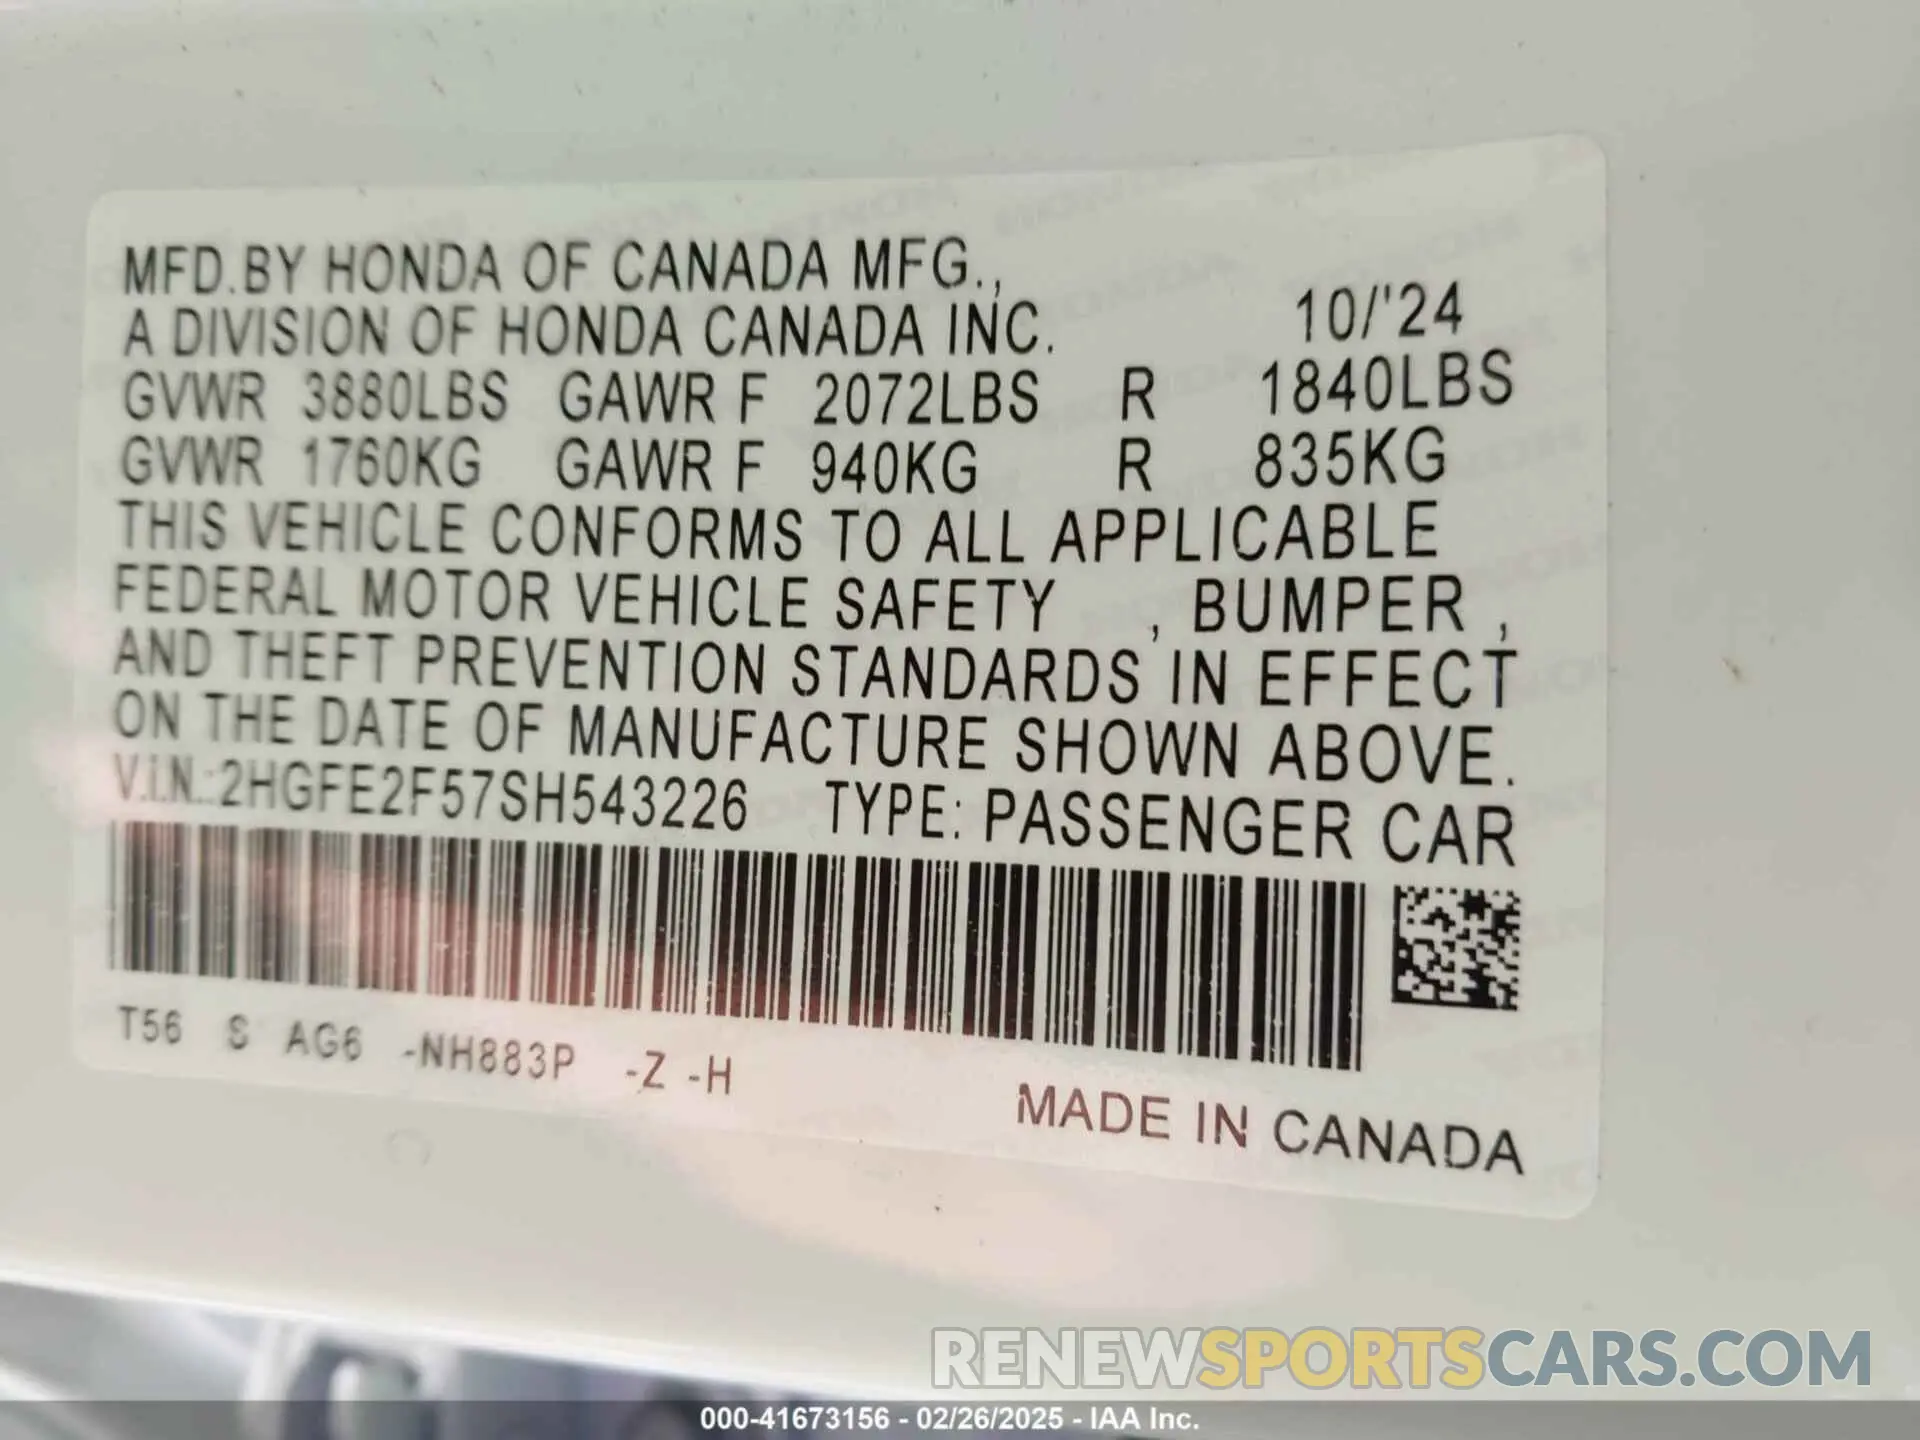 MFD.BY HONDA OF CANADA MFG.,
A DIVISION OF HONDA CANADA INC. 10/'24
GVWR 3880LBS GAWR F 2072LBS R 1840LBS
GVWR 1760KG GAWR F 940KG R 835KG
THIS VEHICLE CONFORMS TO ALL APPLICABLE
FEDERAL MOTOR VEHICLE SAFETY , BUMPER ,
AND THEFT PREVENTION STANDARDS IN EFFECT
ON THE DATE OF MANUFACTURE SHOWN ABOVE.
V.I.N.:2HGFE2F57SH543226 TYPE: PASSENGER CAR
T56 S AG6 -NH883P -Z -H
MADE IN CANADA
RENEWSPORTSCARS.COM
000-41673156 - 02/26/2025 - IAA Inc.